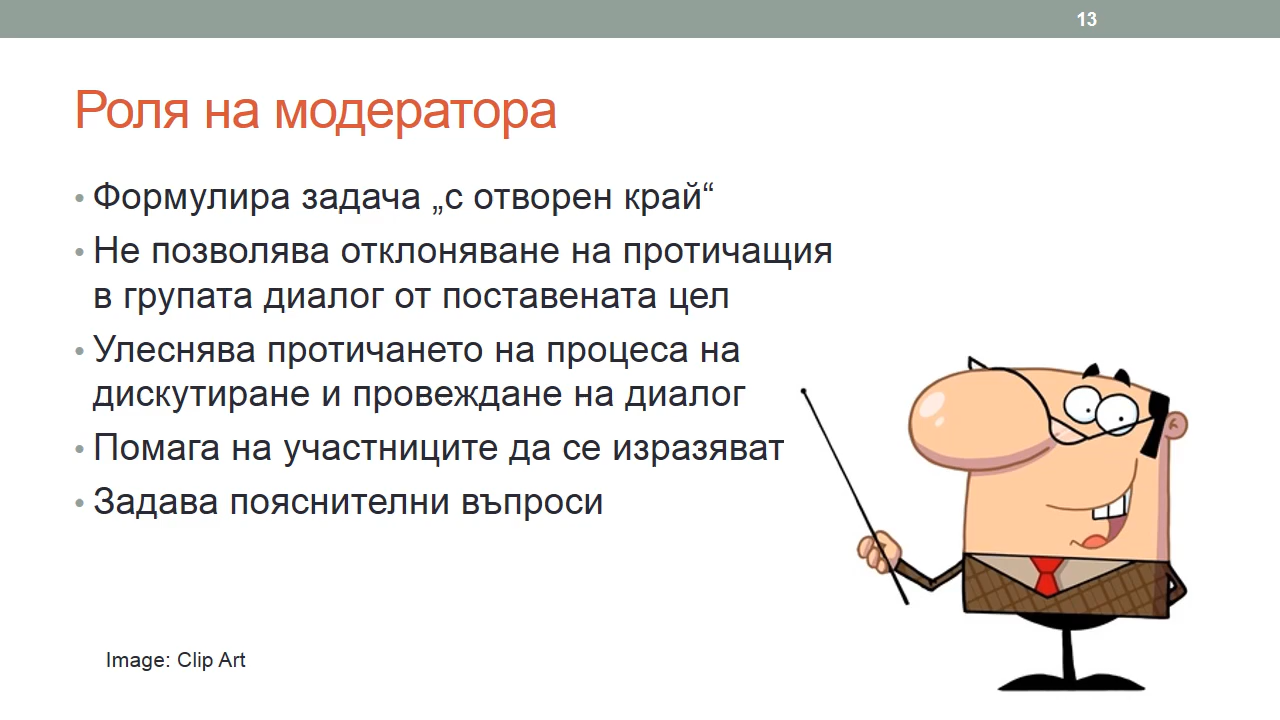 13
Роля на модератора
• Формулира задача „с отворен край“
• Не позволява отклоняване на протичащия
в групата диалог от поставената цел
• Улеснява протичането на процеса на
дискутиране и провеждане на диалог
• Помага на участниците да се изразяват
• Задава пояснителни въпроси
Image: Clip Art